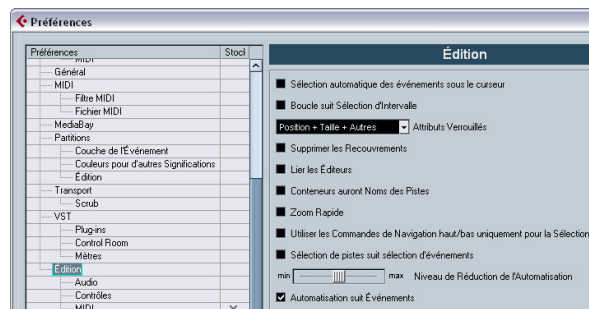 Préférences
Préférences Stock
MIDI
Général
MIDI
Filtre MIDI
Fichier MIDI
MediaBay
Partitions
Couche de l'Événement
Couleurs pour d'autres Significations
Édition
Transport
Scrub
VST
Plug-ins
Control Room
Mètres
Édition
Audio
Contrôles
MIDI
Édition
Sélection automatique des événements sous le curseur
Boucle suit Sélection d'Intervalle
Position + Taille + Autres Attributs Verrouillés
Supprimer les Recouvrements
Lier les Éditeurs
Conteneurs auront Noms des Pistes
Zoom Rapide
Utiliser les Commandes de Navigation haut/bas uniquement pour la Sélection
Sélection de pistes suit sélection d'événements
min max Niveau de Réduction de l'Automatisation
Automatisation suit Événements